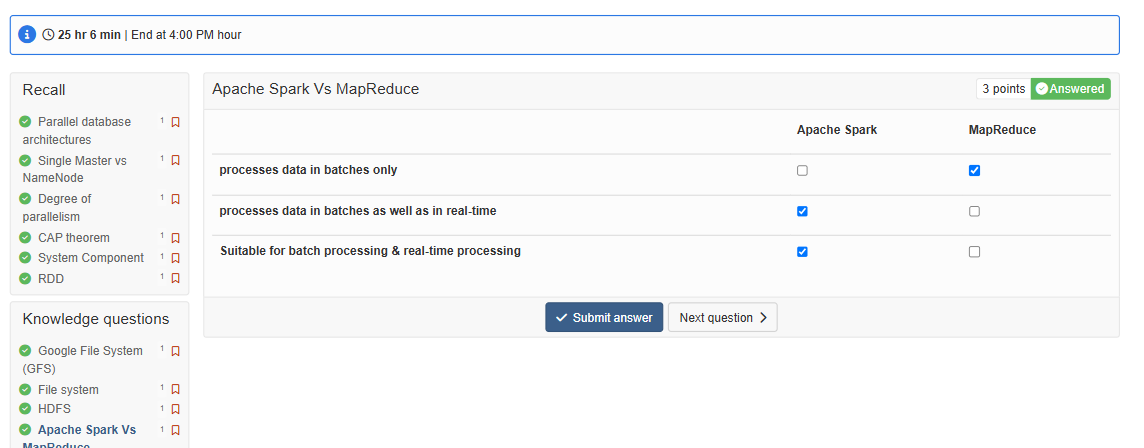 25 hr 6 min | End at 4:00 PM hour
Recall
Parallel database 1
architectures
Single Master vs 1
NameNode
Degree of 1
parallelism
CAP theorem 1
System Component 1
RDD 1
Knowledge questions
Google File System 1
(GFS)
File system 1
HDFS 1
Apache Spark Vs 1
MapReduce
Apache Spark Vs MapReduce
3 points Answered
Apache Spark MapReduce
processes data in batches only
processes data in batches as well as in real-time
Suitable for batch processing & real-time processing
Submit answer Next question